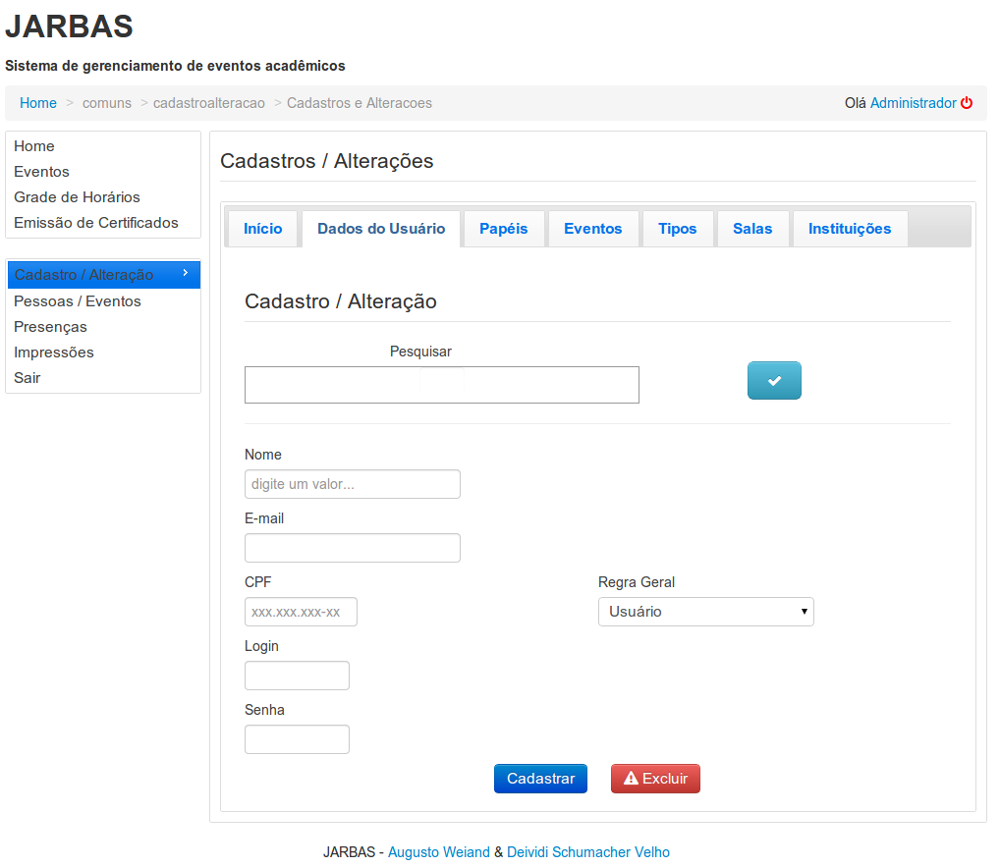 JARBAS
Sistema de gerenciamento de eventos acadêmicos
Home > comuns > cadastroalteracao > Cadastros e Alteracoes
Olá Administrador
Home
Eventos
Grade de Horários
Emissão de Certificados
Cadastro / Alteração
Pessoas / Eventos
Presenças
Impressões
Sair
Cadastros / Alterações
Início Dados do Usuário Papéis Eventos Tipos Salas Instituições
Cadastro / Alteração
Pesquisar
Nome
digite um valor...
E-mail
CPF
xxx.xxx.xxx-xx
Regra Geral
Usuário
Login
Senha
Cadastrar Excluir
JARBAS - Augusto Weiand & Deividi Schumacher Velho